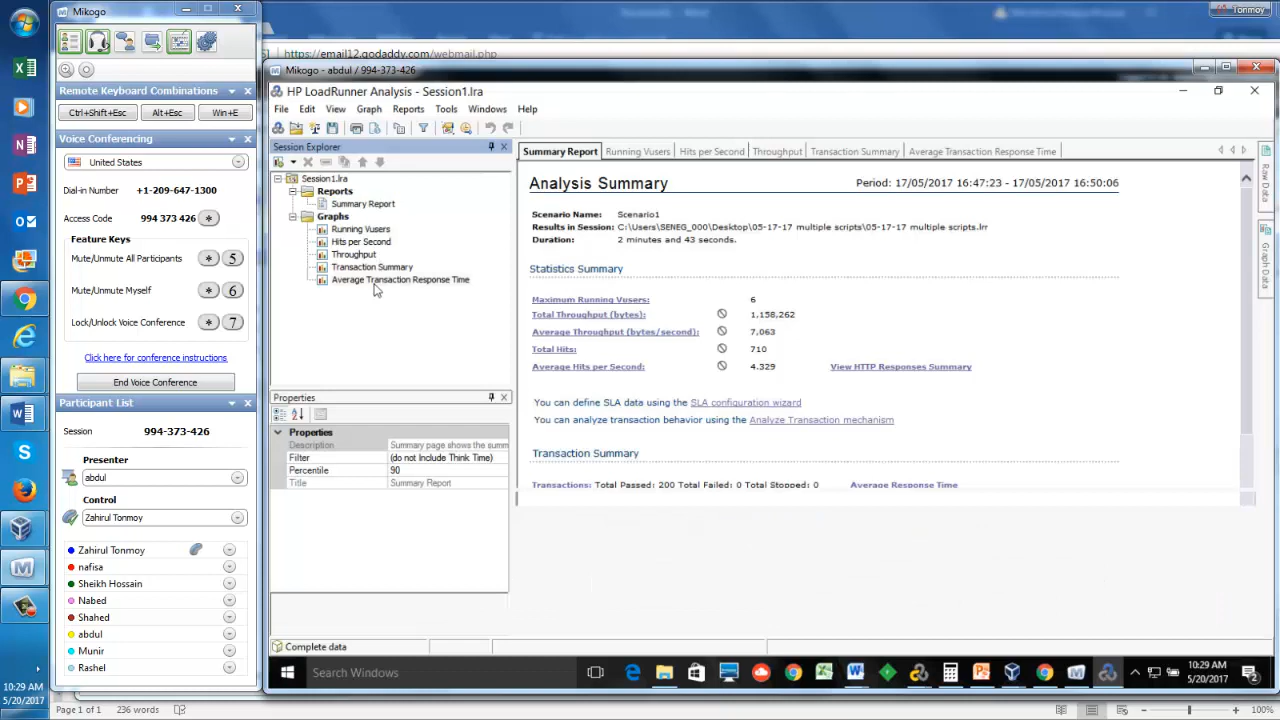 Mikogo
Tonmoy
https://email12.godaddy.com/webmail.php
Mikogo - abdul / 994-373-426
Remote Keyboard Combinations
Ctrl+Shift+Esc Alt+Esc Win+E
Voice Conferencing
United States
Dial-in Number +1-209-647-1300
Access Code 994 373 426 *
Feature Keys
Mute/Unmute All Participants * 5
Mute/Unmute Myself * 6
Lock/Unlock Voice Conference * 7
Click here for conference instructions
End Voice Conference
Participant List
Session 994-373-426
Presenter
abdul
Control
Zahirul Tonmoy
Zahirul Tonmoy
nafisa
Sheikh Hossain
Nabed
Shahed
abdul
Munir
Rashel
HP LoadRunner Analysis - Session1.lra
File Edit View Graph Reports Tools Windows Help
Session Explorer
Session1.lra
Reports
Summary Report
Graphs
Running Vusers
Hits per Second
Throughput
Transaction Summary
Average Transaction Response Time
Properties
Properties
Description Summary page shows the summ
Filter (do not Include Think Time)
Percentile 90
Title Summary Report
Summary Report Running Vusers Hits per Second Throughput Transaction Summary Average Transaction Response Time
Raw Data
Graph Data
Analysis Summary Period: 17/05/2017 16:47:23 - 17/05/2017 16:50:06
Scenario Name: Scenario1
Results in Session: C:\Users\SENEG_000\Desktop\05-17-17 multiple scripts\05-17-17 multiple scripts.lrr
Duration: 2 minutes and 43 seconds.
Statistics Summary
Maximum Running Vusers: 6
Total Throughput (bytes): 1,158,262
Average Throughput (bytes/second): 7,063
Total Hits: 710
Average Hits per Second: 4.329 View HTTP Responses Summary
You can define SLA data using the SLA configuration wizard
You can analyze transaction behavior using the Analyze Transaction mechanism
Transaction Summary
Transactions: Total Passed: 200 Total Failed: 0 Total Stopped: 0 Average Response Time
Complete data
Search Windows
10:29 AM
5/20/2017
2
10:29 AM
5/20/2017
Page 1 of 1 236 words
100%